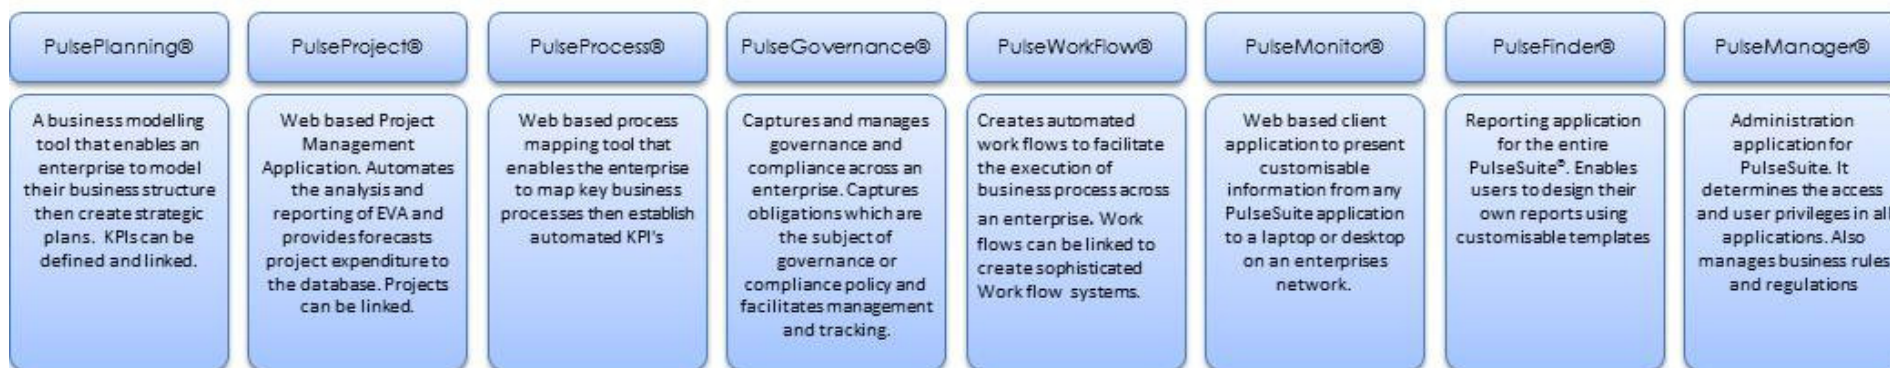 PulsePlanning®
A business modelling
tool that enables an
enterprise to model
their business structure
then create strategic
plans. KPIs can be
defined and linked.
PulseProject®
Web based Project
Management
Application. Automates
the analysis and
reporting of EVA and
provides forecasts
project expenditure to
the database. Projects
can be linked.
PulseProcess®
Web based process
mapping tool that
enables the enterprise
to map key business
processes then establish
automated KPI's
PulseGovernance®
Captures and manages
governance and
compliance across an
enterprise. Captures
obligations which are
the subject of
governance or
compliance policy and
facilitates management
and tracking.
PulseWorkFlow®
Creates automated
work flows to facilitate
the execution of
business process across
an enterprise. Work
flows can be linked to
create sophisticated
Work flow systems.
PulseMonitor®
Web based client
application to present
customisable
information from any
PulseSuite application
to a laptop or desktop
on an enterprises
network.
PulseFinder®
Reporting application
for the entire
PulseSuite®. Enables
users to design their
own reports using
customisable templates
PulseManager®
Administration
application for
PulseSuite. It
determines the access
and user privileges in all
applications. Also
manages business rules
and regulations